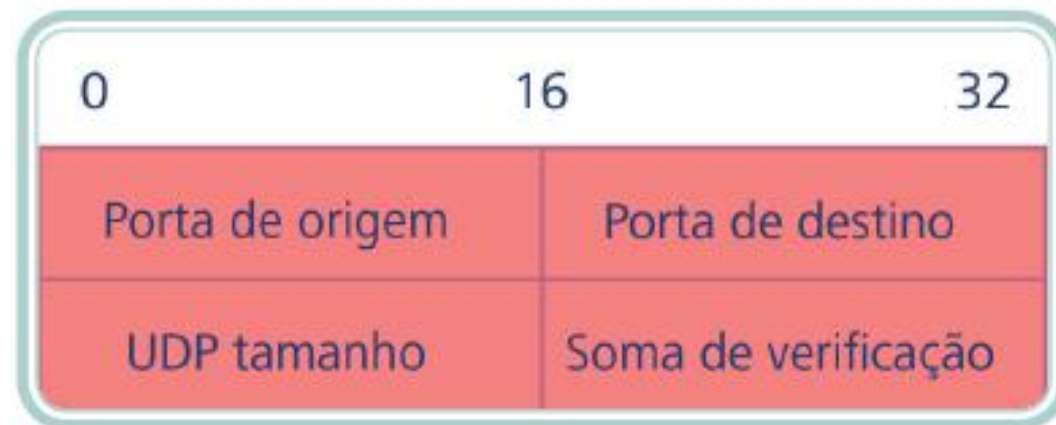 0 16 32
Porta de origem Porta de destino
UDP tamanho Soma de verificação